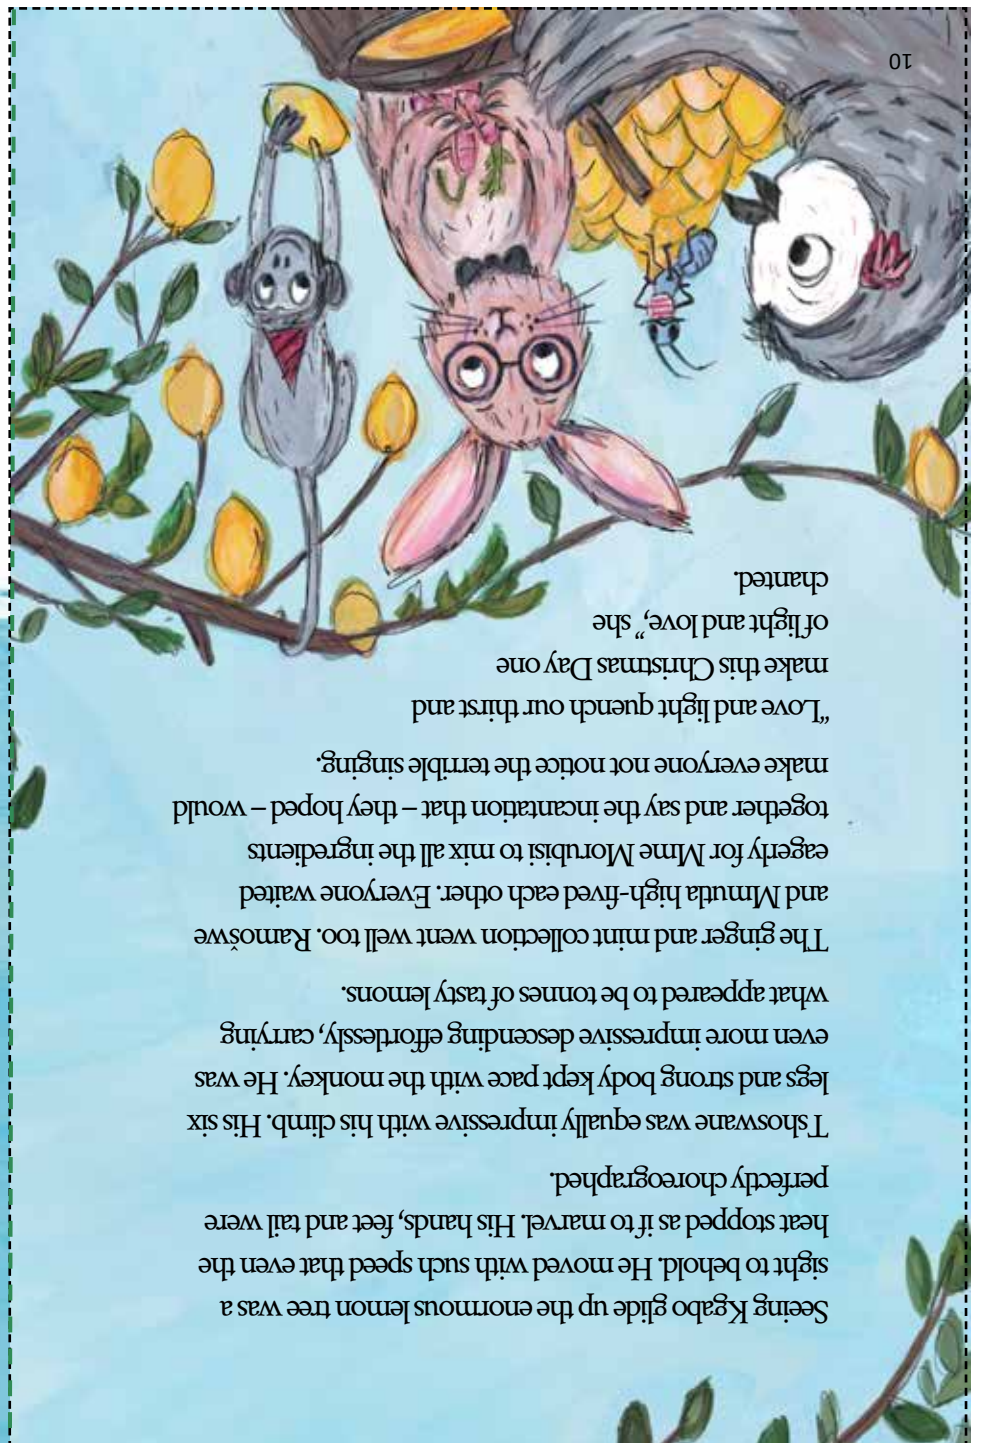 Seeing Kgabo glide up the enormous lemon tree was a
sight to behold. He moved with such speed that even the
heat stopped as if to marvel. His hands, feet and tail were
perfectly choreographed.
Tshoswane was equally impressive with his climb. His six
legs and strong body kept pace with the monkey. He was
even more impressive descending effortlessly, carrying
what appeared to be tonnes of tasty lemons.
The ginger and mint collection went well too. Ramošwe
and Mmutla high-fived each other. Everyone waited
eagerly for Mme Morubisi to mix all the ingredients
together and say the incantation that – they hoped – would
make everyone not notice the terrible singing.
“Love and light quench our thirst and
make this Christmas Day one
of light and love,” she
chanted.
10